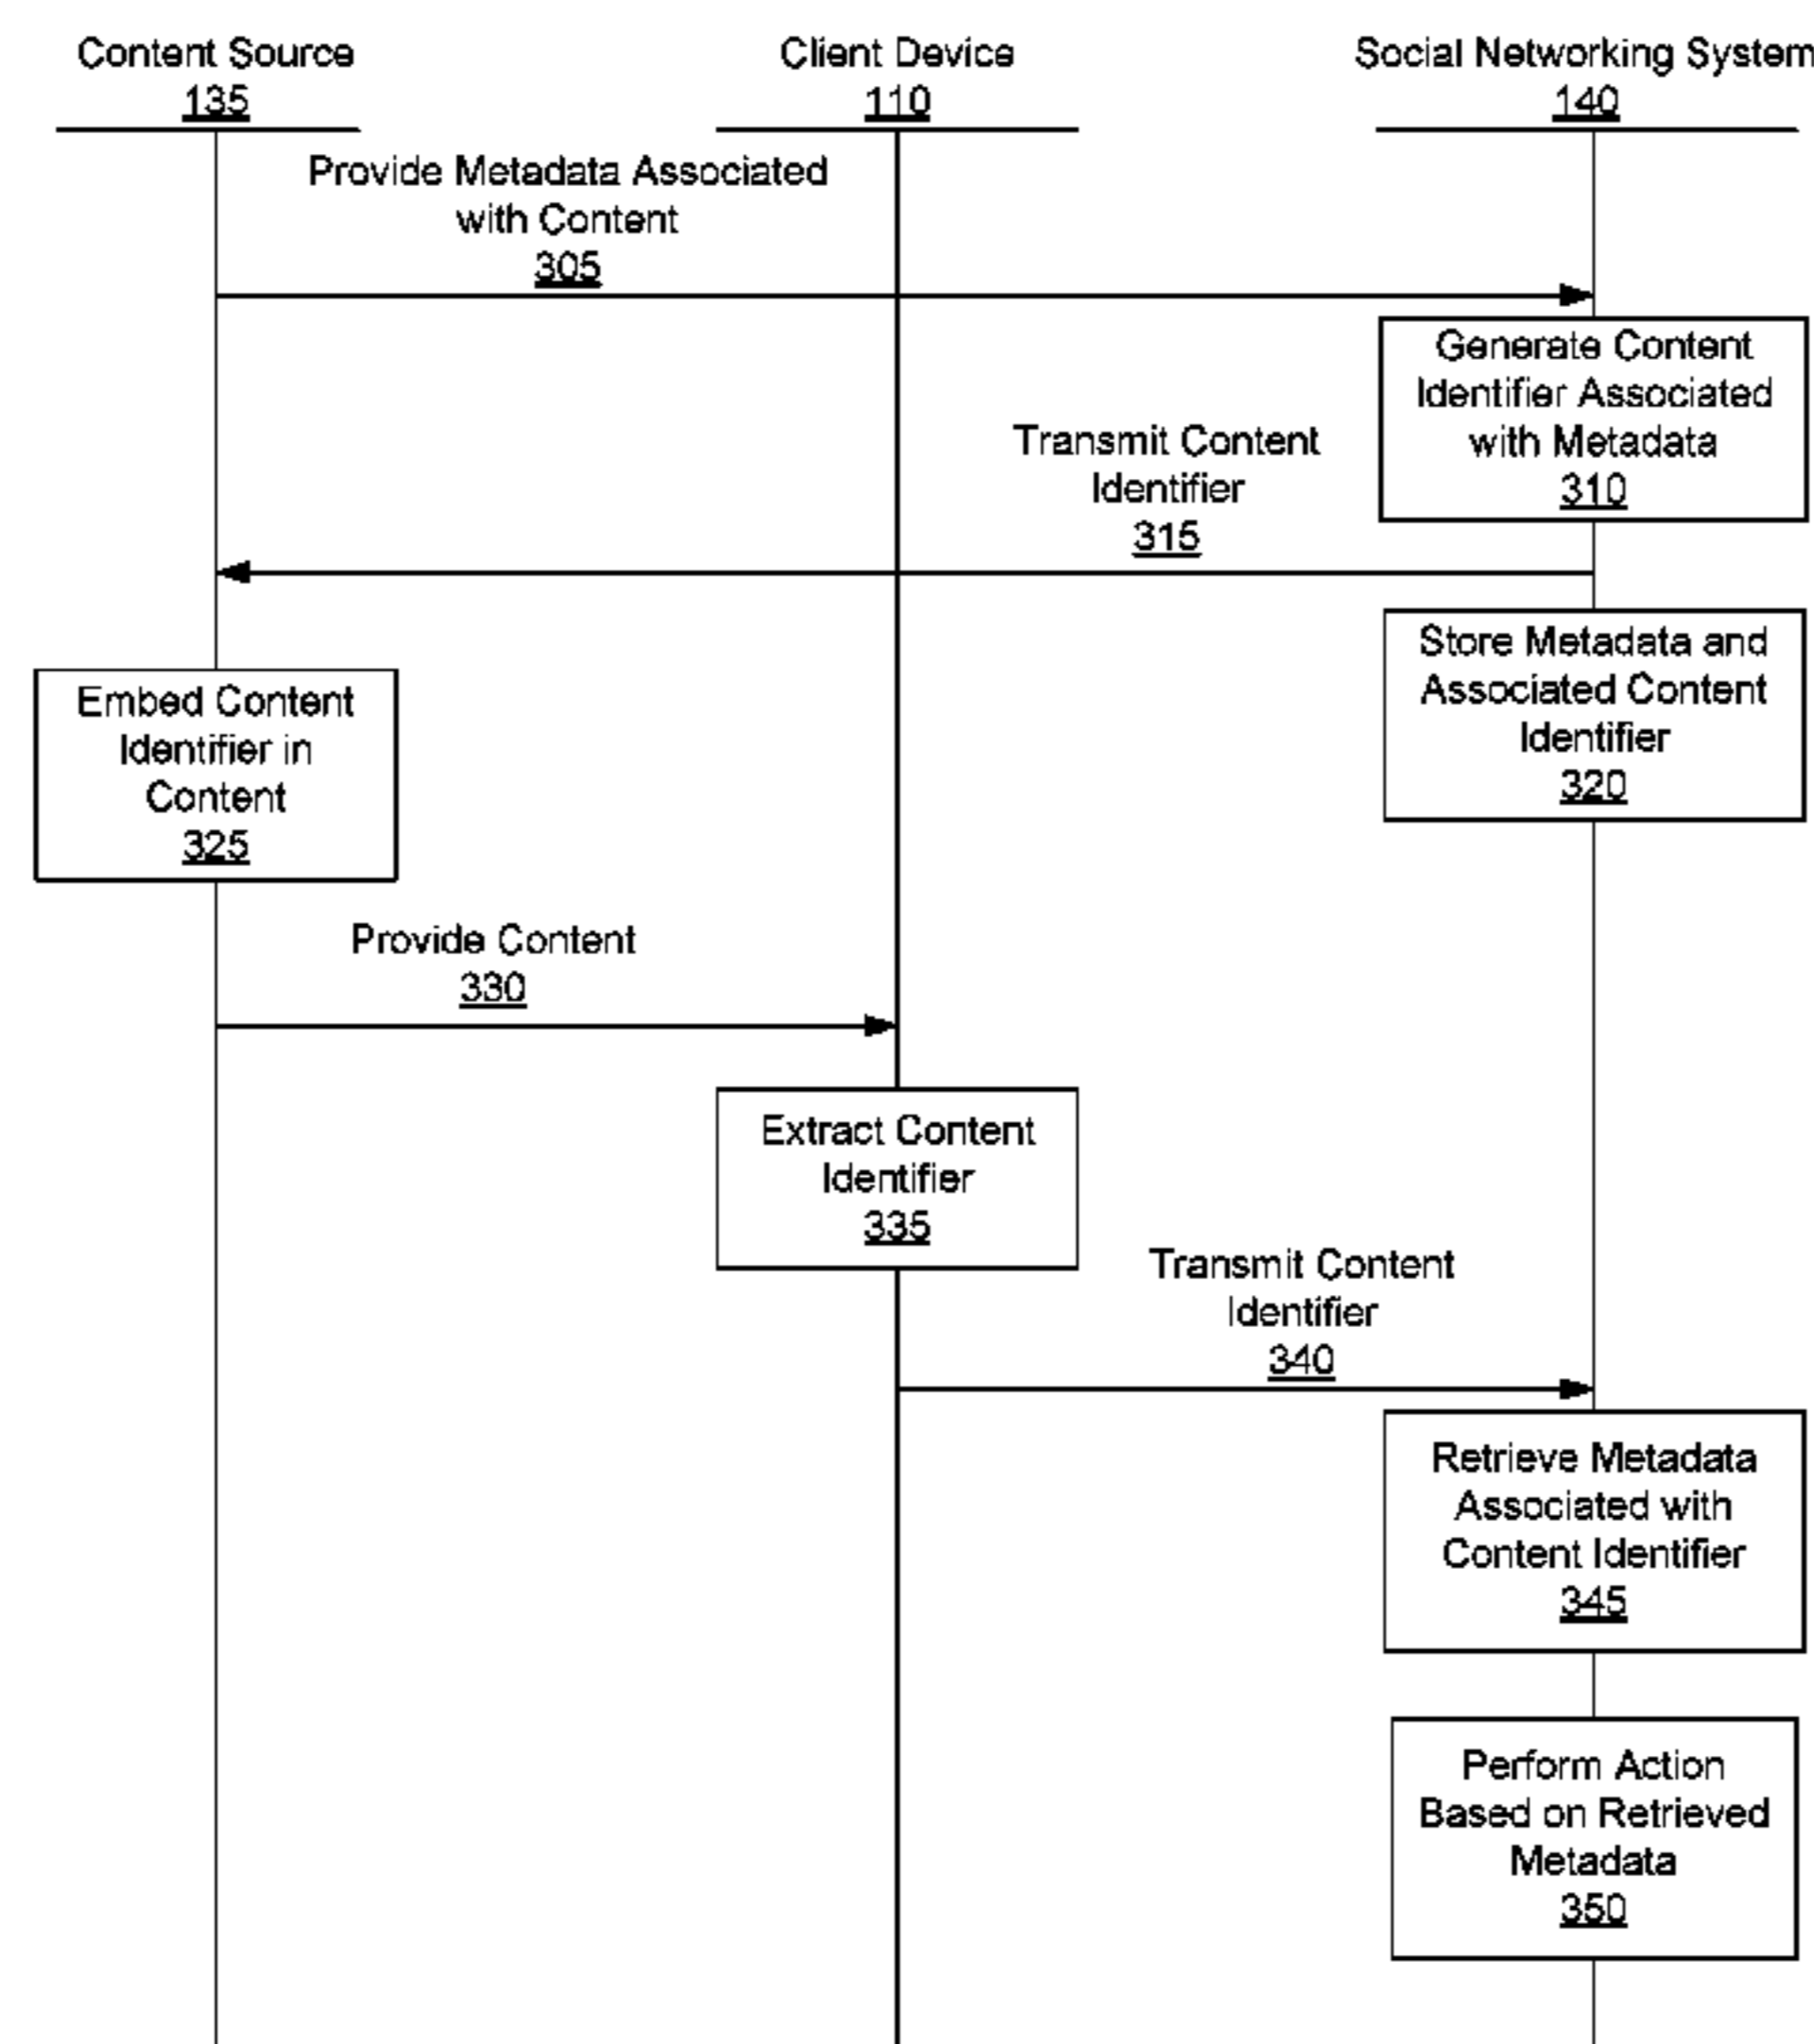 Content Source
135
Client Device
110
Social Networking System
140
Provide Metadata Associated
with Content
305
Generate Content
Identifier Associated
with Metadata
310
Transmit Content
Identifier
315
Store Metadata and
Associated Content
Identifier
320
Embed Content
Identifier in
Content
325
Provide Content
330
Extract Content
Identifier
335
Transmit Content
Identifier
340
Retrieve Metadata
Associated with
Content Identifier
345
Perform Action
Based on Retrieved
Metadata
350